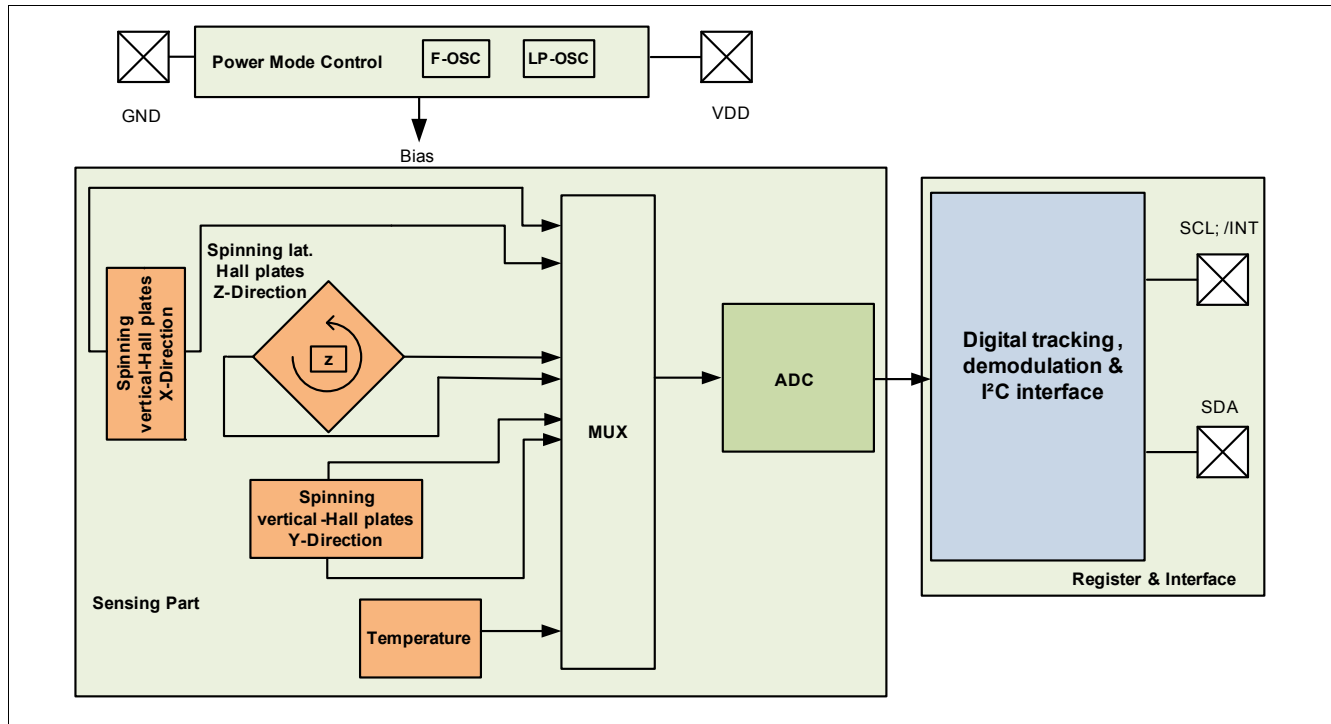 Power Mode Control
F-OSC
LP-OSC
GND
VDD
Bias
Spinning lat.
Hall plates
Z-Direction
Spinning
vertical-Hall plates
X-Direction
z
MUX
ADC
Spinning
vertical-Hall plates
Y-Direction
Temperature
Sensing Part
Digital tracking,
demodulation &
I²C interface
SCL; /INT
SDA
Register & Interface